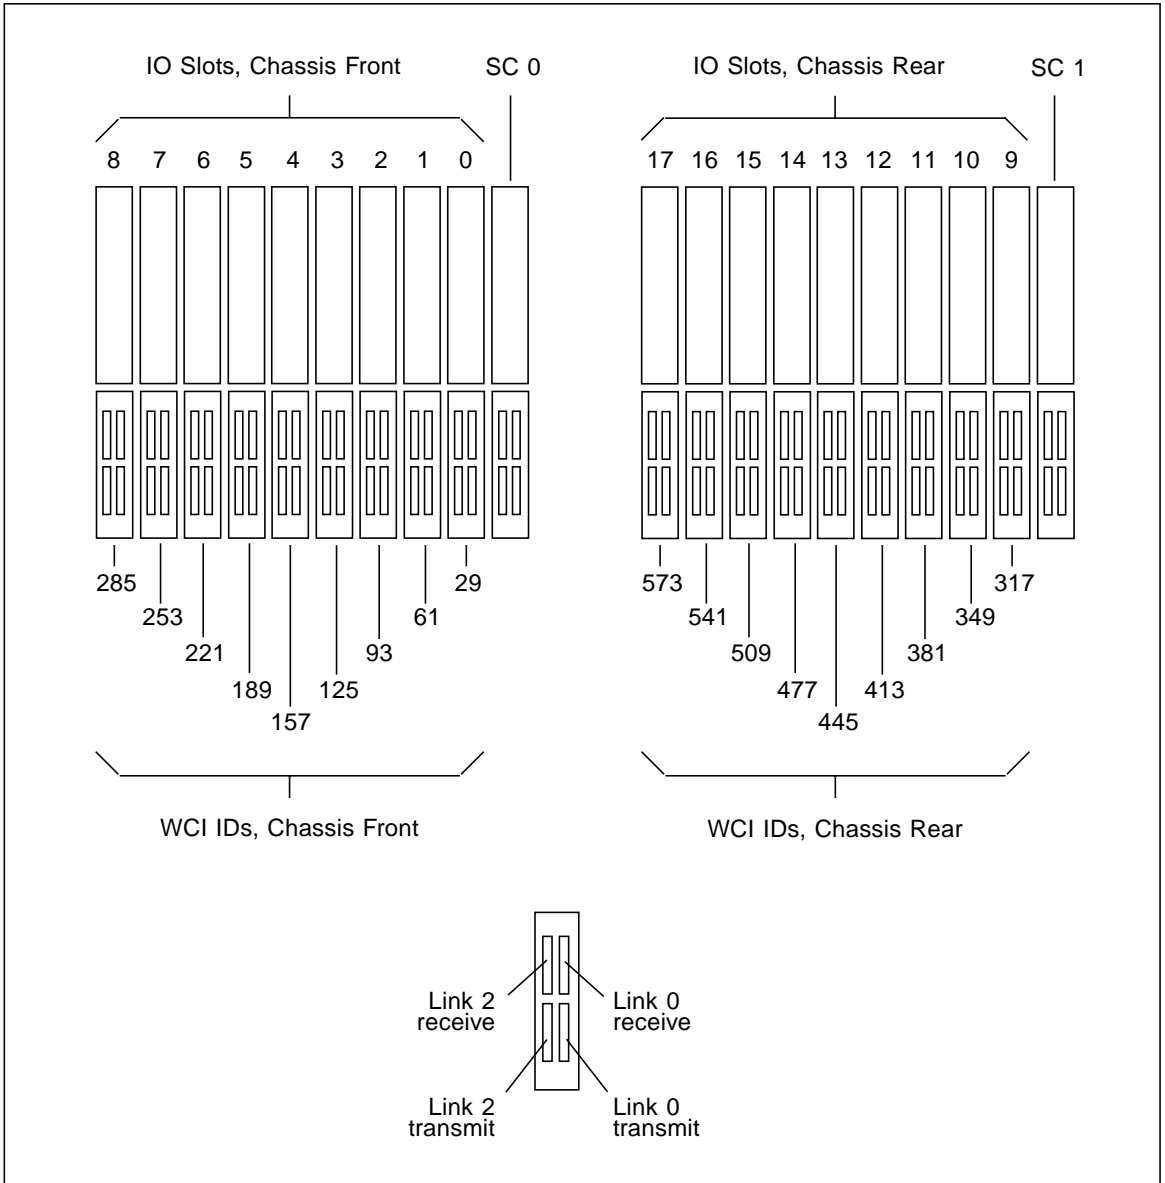 IO Slots, Chassis Front SC 0 IO Slots, Chassis Rear SC 1
8 7 6 5 4 3 2 1 0 17 16 15 14 13 12 11 10 9
285 29 573 317
253 61 541 349
221 93 509 381
189 125 477 413
157 445
WCI IDs, Chassis Front WCI IDs, Chassis Rear
Link 2 Link 0
receive receive
Link 2 Link 0
transmit transmit